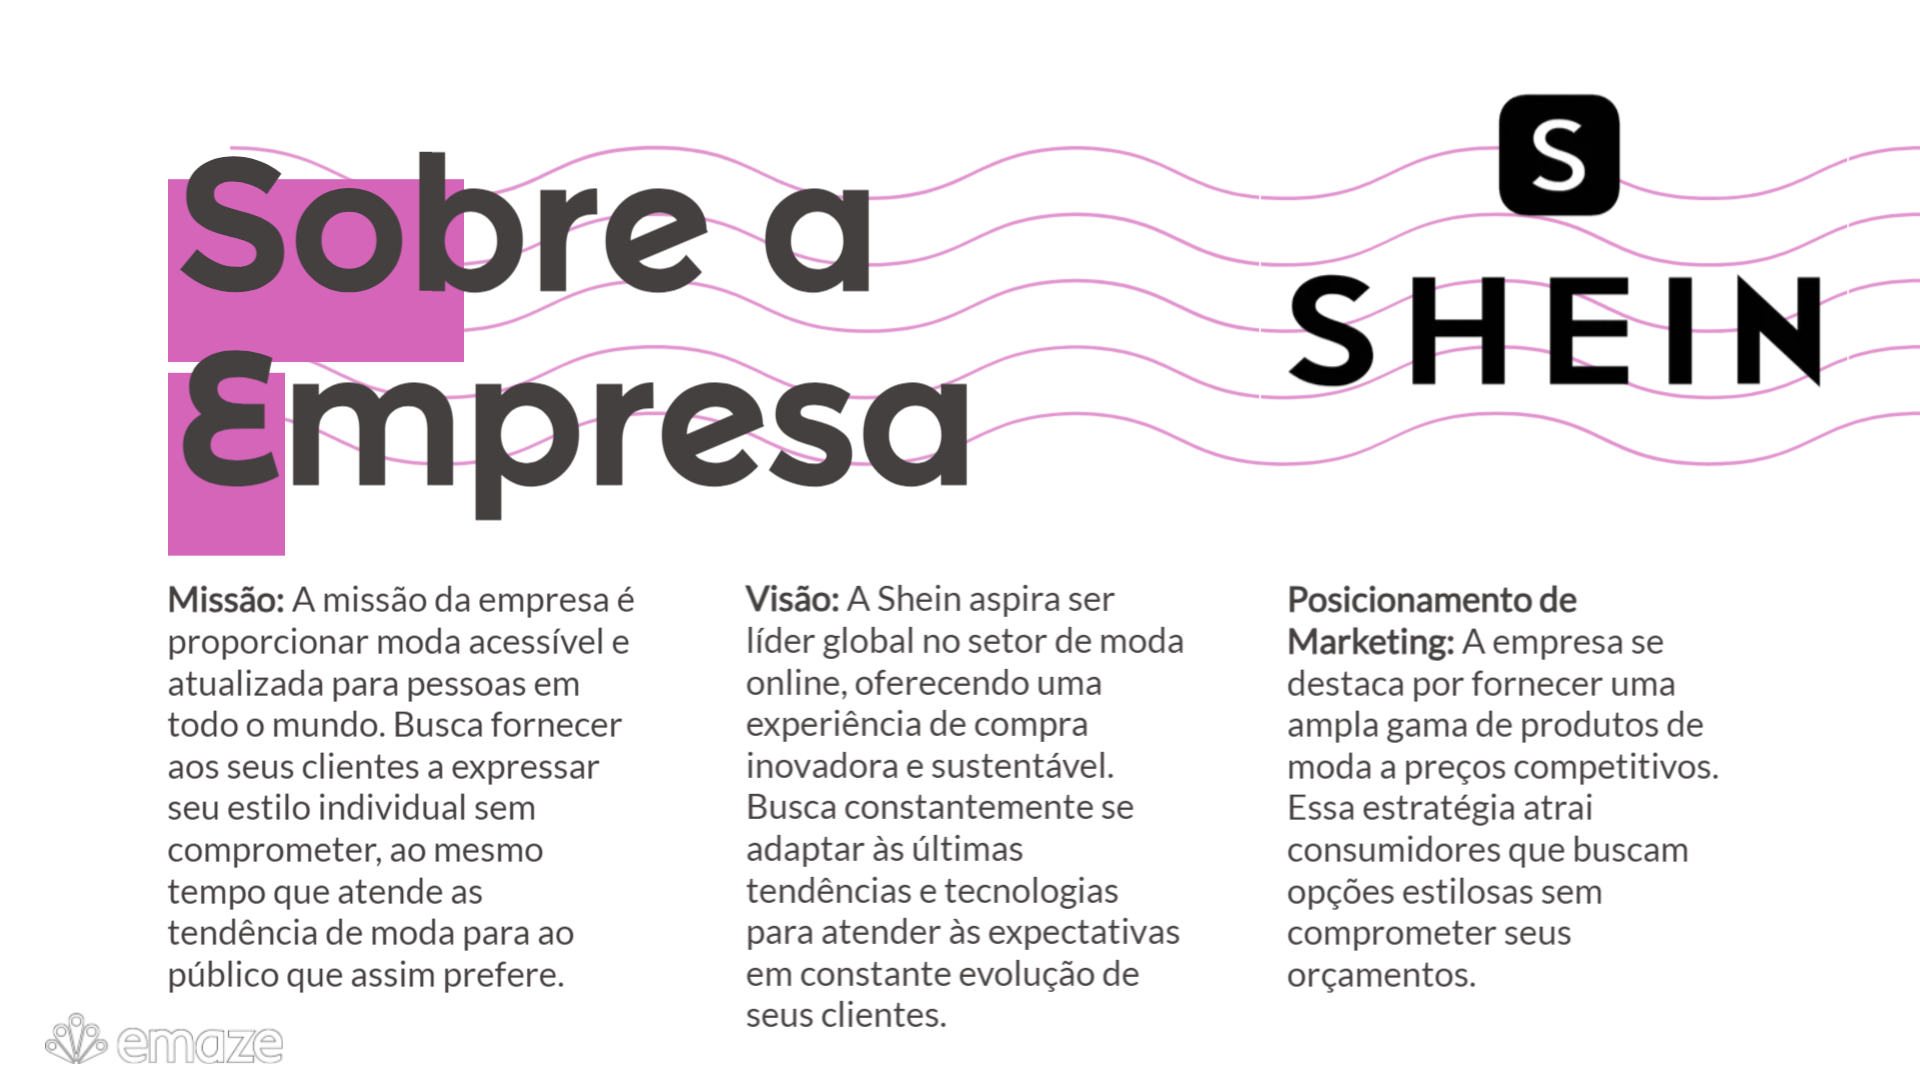 Sobre a
Empresa
S
SHEIN
Missão: A missão da empresa é
proporcionar moda acessível e
atualizada para pessoas em
todo o mundo. Busca fornecer
aos seus clientes a expressar
seu estilo individual sem
comprometer, ao mesmo
tempo que atende as
tendência de moda para ao
público que assim prefere.
Visão: A Shein aspira ser
líder global no setor de moda
online, oferecendo uma
experiência de compra
inovadora e sustentável.
Busca constantemente se
adaptar às últimas
tendências e tecnologias
para atender às expectativas
em constante evolução de
seus clientes.
Posicionamento de
Marketing: A empresa se
destaca por fornecer uma
ampla gama de produtos de
moda a preços competitivos.
Essa estratégia atrai
consumidores que buscam
opções estilosas sem
comprometer seus
orçamentos.
emaze